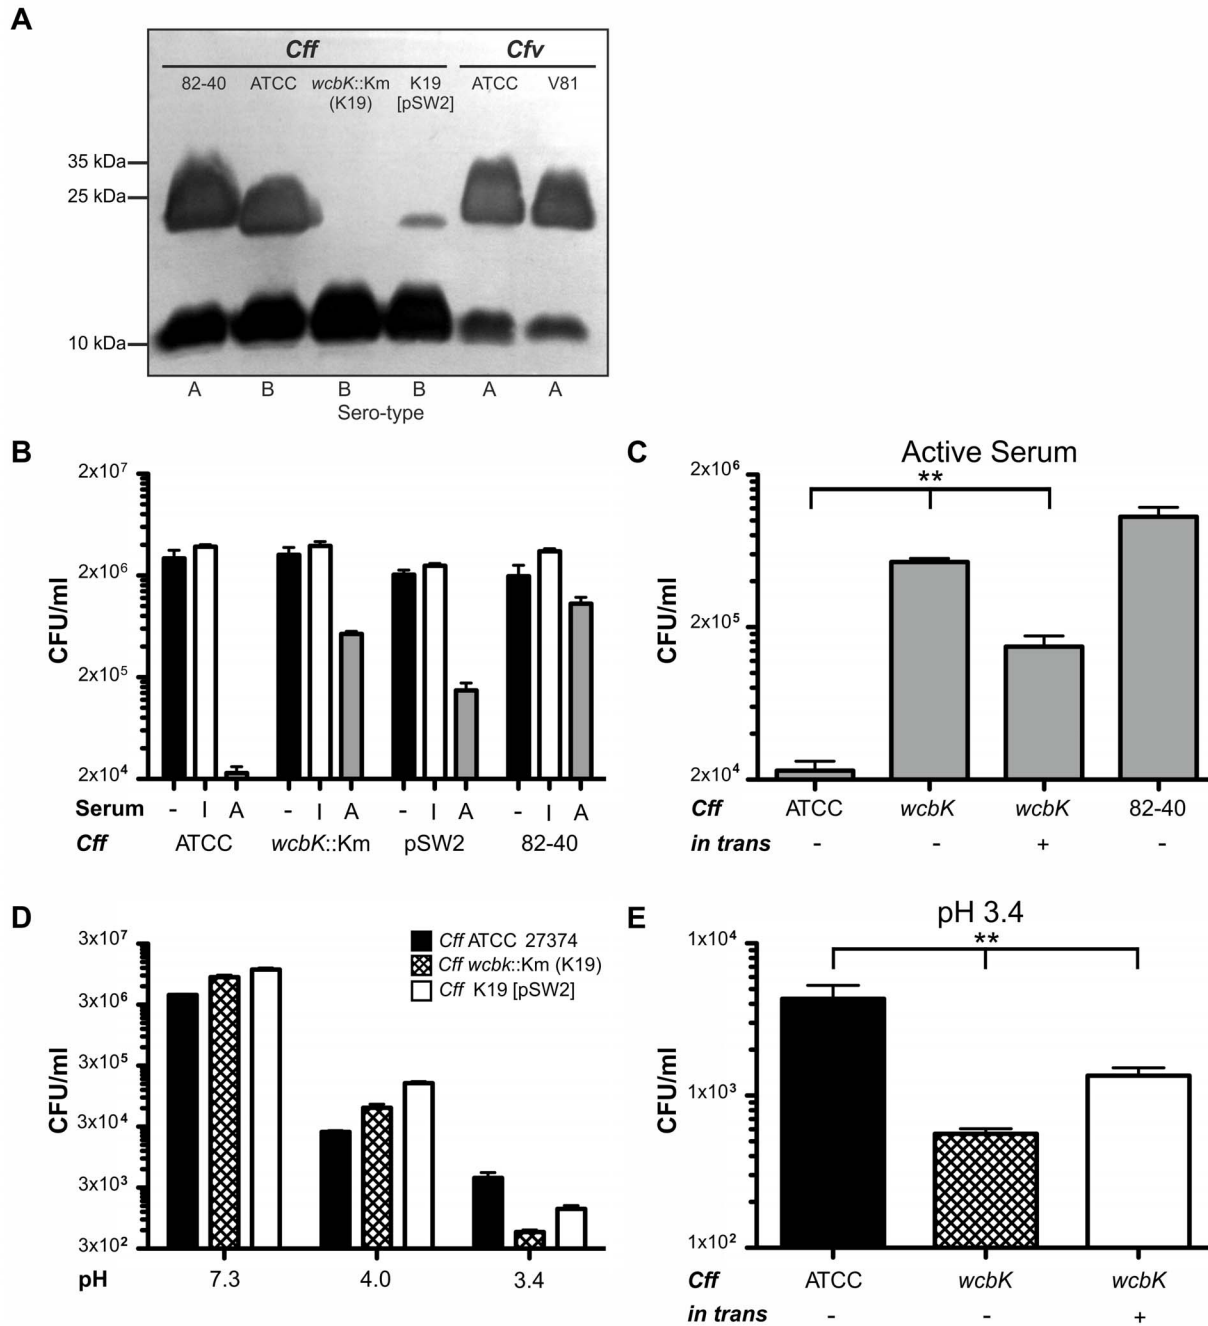 A
Cff Cfv
82-40 ATCC wcbK::Km K19 ATCC V81
(K19) [pSW2]
35 kDa
25 kDa
10 kDa
A B B B A A
Sero-type
B
CFU/ml
2x10⁷
2x10⁶
2x10⁵
2x10⁴
Serum - I A - I A - I A - I A
Cff ATCC wcbK::Km pSW2 82-40
C
Active Serum
**
CFU/ml
2x10⁶
2x10⁵
2x10⁴
Cff ATCC wcbK wcbK 82-40
in trans - - + -
D
CFU/ml
3x10⁷
3x10⁶
3x10⁵
3x10⁴
3x10³
3x10²
Cff ATCC 27374
Cff wcbk::Km (K19)
Cff K19 [pSW2]
pH 7.3 4.0 3.4
E
pH 3.4
**
CFU/ml
1x10⁴
1x10³
1x10²
Cff ATCC wcbK wcbK
in trans - - +